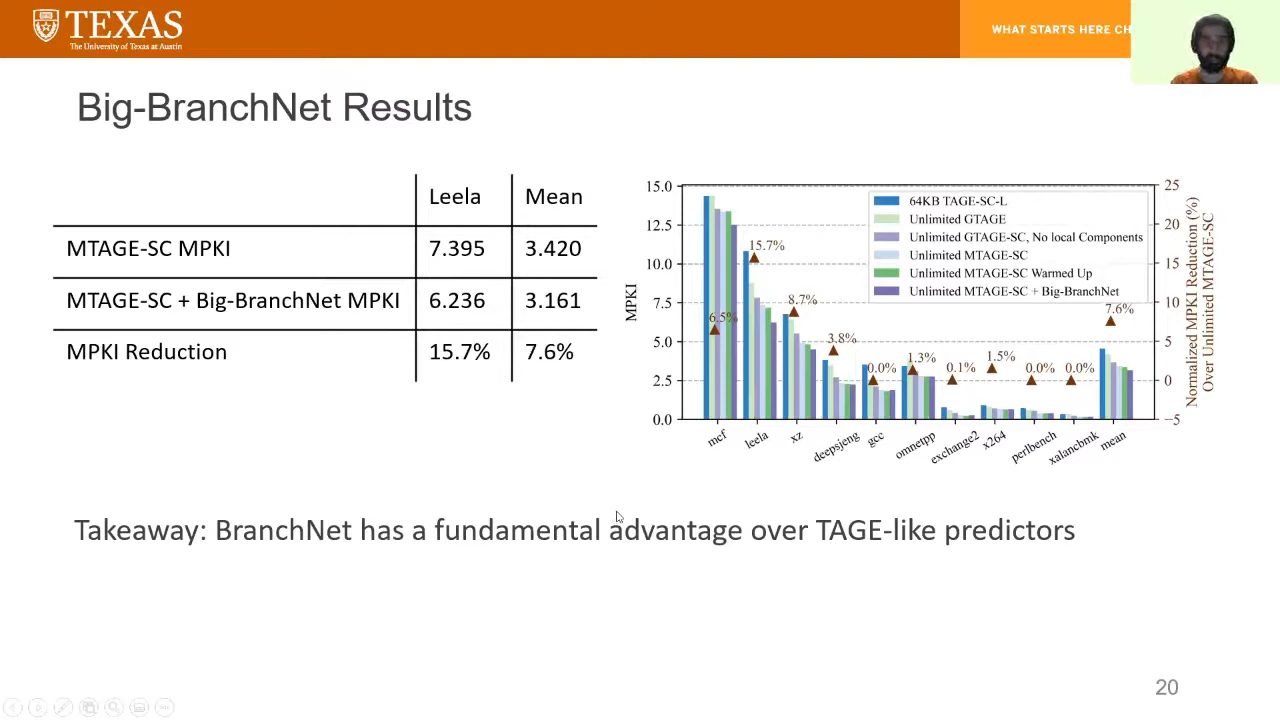 TEXAS
The University of Texas at Austin
WHAT STARTS HERE CH
Big-BranchNet Results
Leela Mean
MTAGE-SC MPKI 7.395 3.420
MTAGE-SC + Big-BranchNet MPKI 6.236 3.161
MPKI Reduction 15.7% 7.6%
MPKI
15.0
12.5
10.0
7.5
5.0
2.5
0.0
64KB TAGE-SC-L
Unlimited GTAGE
Unlimited GTAGE-SC, No local Components
Unlimited MTAGE-SC
Unlimited MTAGE-SC Warmed Up
Unlimited MTAGE-SC + Big-BranchNet
6.5% 15.7% 8.7% 3.8% 0.0% 1.3% 0.1% 1.5% 0.0% 0.0% 7.6%
mcf leela xz deepsjeng gcc omnetpp exchange2 x264 perlbench xalancbmk mean
25
20
15
10
5
0
−5
Normalized MPKI Reduction (%)
Over Unlimited MTAGE-SC
Takeaway: BranchNet has a fundamental advantage over TAGE-like predictors
20